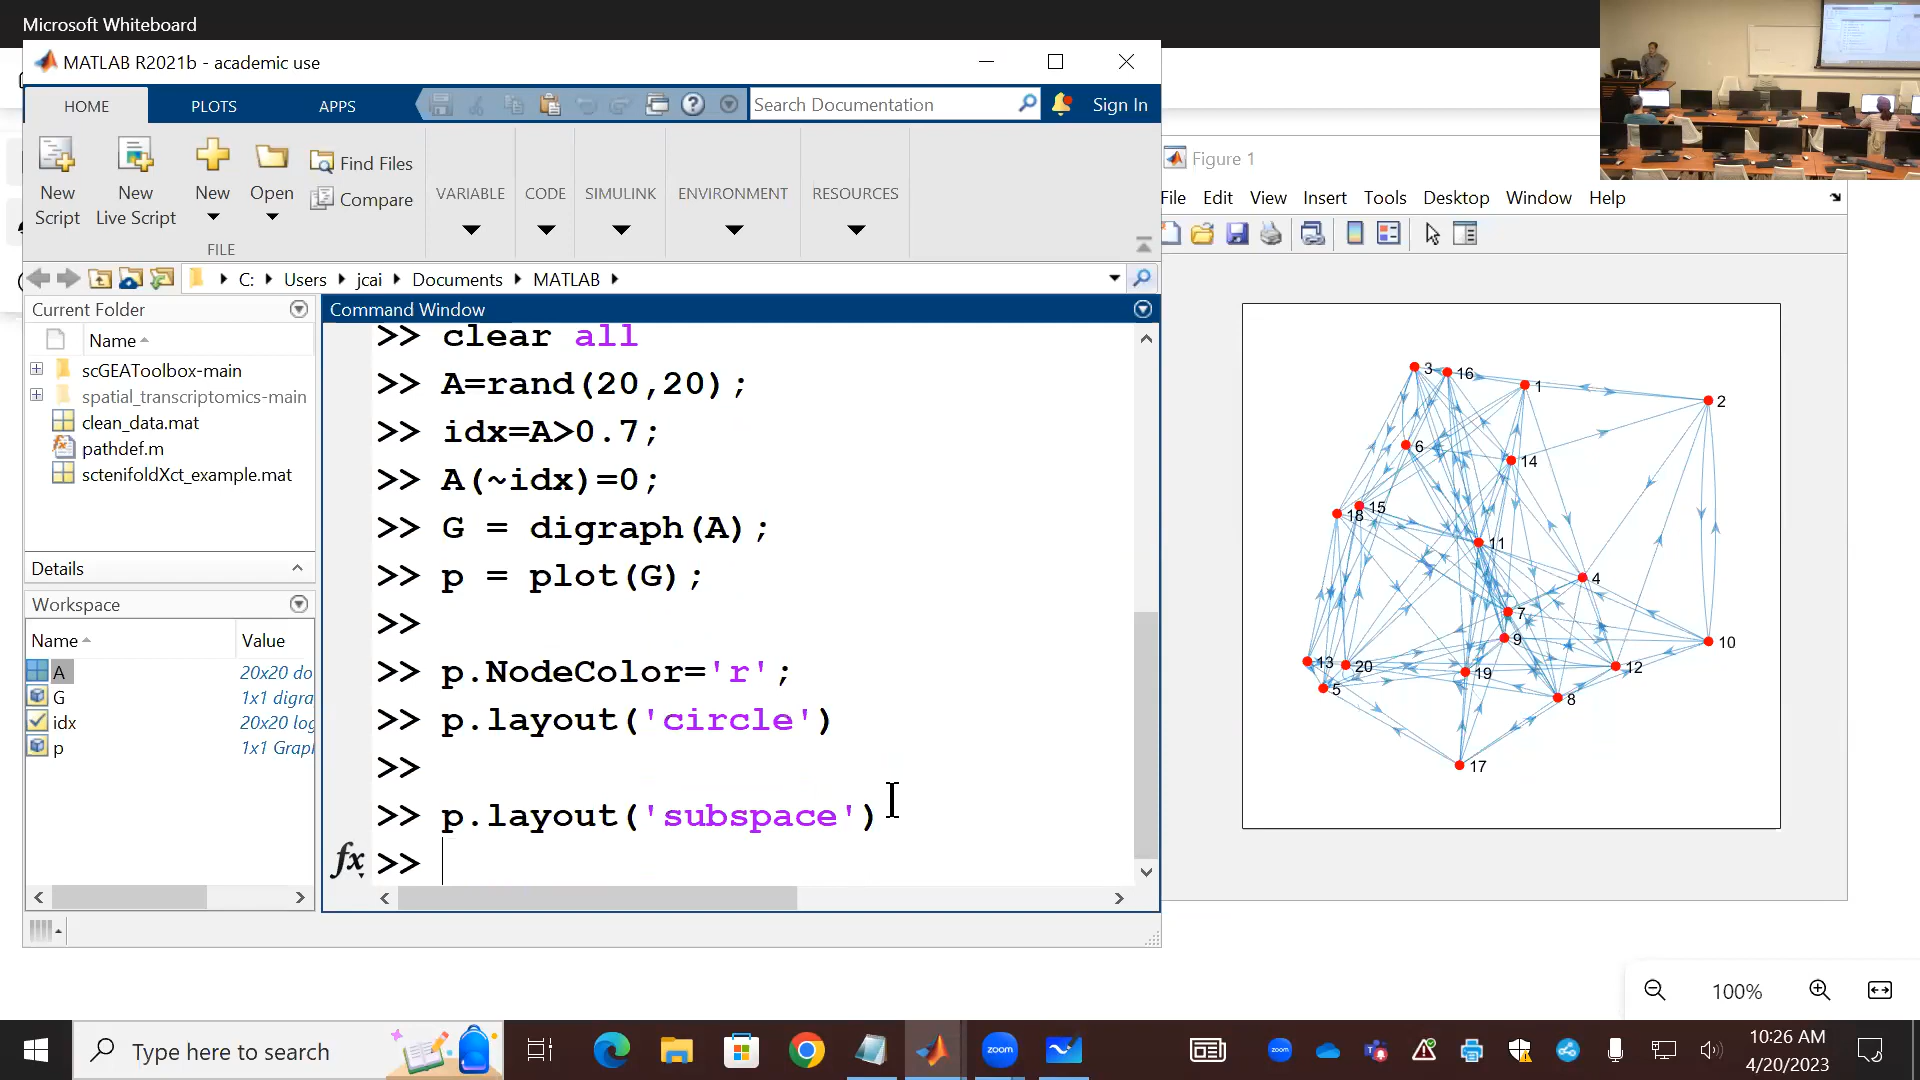 Microsoft Whiteboard
MATLAB R2021b - academic use
HOME
PLOTS
APPS
Search Documentation
Sign In
New Script
New Live Script
New
Open
Find Files
Compare
FILE
VARIABLE
CODE
SIMULINK
ENVIRONMENT
RESOURCES
C: Users jcai Documents MATLAB
Current Folder
Name
scGEAToolbox-main
spatial_transcriptomics-main
clean_data.mat
pathdef.m
sctenifoldXct_example.mat
Details
Workspace
Name Value
A 20x20 do
G 1x1 digra
idx 20x20 log
p 1x1 Graph
Command Window
>> clear all
>> A=rand(20,20);
>> idx=A>0.7;
>> A(~idx)=0;
>> G = digraph(A);
>> p = plot(G);
>>
>> p.NodeColor='r';
>> p.layout('circle')
>>
>> p.layout('subspace')
fx >>
Figure 1
File Edit View Insert Tools Desktop Window Help
3
16
1
2
6
14
15
18
11
4
7
9
10
13
20
19
12
5
8
17
100%
Type here to search
zoom
zoom
10:26 AM
4/20/2023